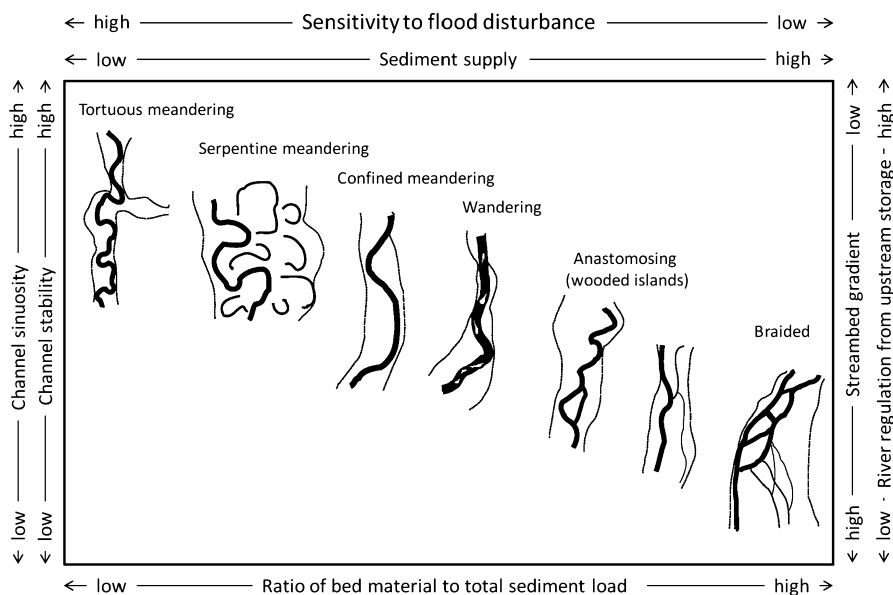 high Sensitivity to flood disturbance low
low Sediment supply high
Tortuous meandering
Serpentine meandering
Confined meandering
Wandering
Anastomosing
(wooded islands)
Braided
low Channel sinuosity high
low Channel stability high
high Streambed gradient low
low - River regulation from upstream storage - high
low Ratio of bed material to total sediment load high